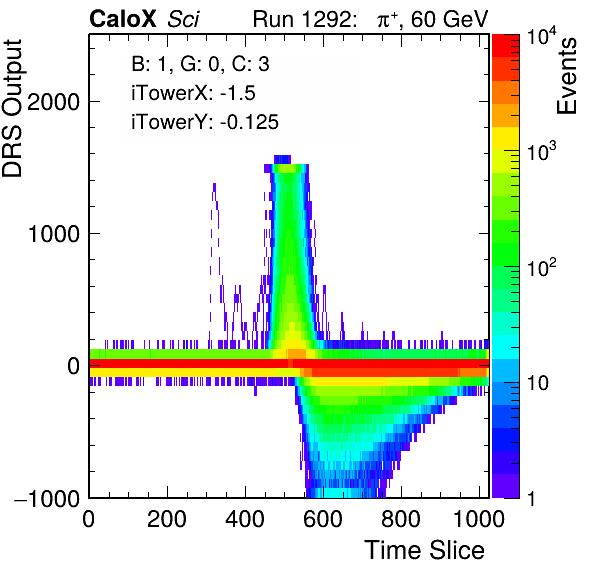 CaloX Sci Run 1292: π⁺, 60 GeV
B: 1, G: 0, C: 3
iTowerX: -1.5
iTowerY: -0.125
DRS Output
2000
1000
0
−1000
0 200 400 600 800 1000
Time Slice
Events
10⁴
10³
10²
10
1